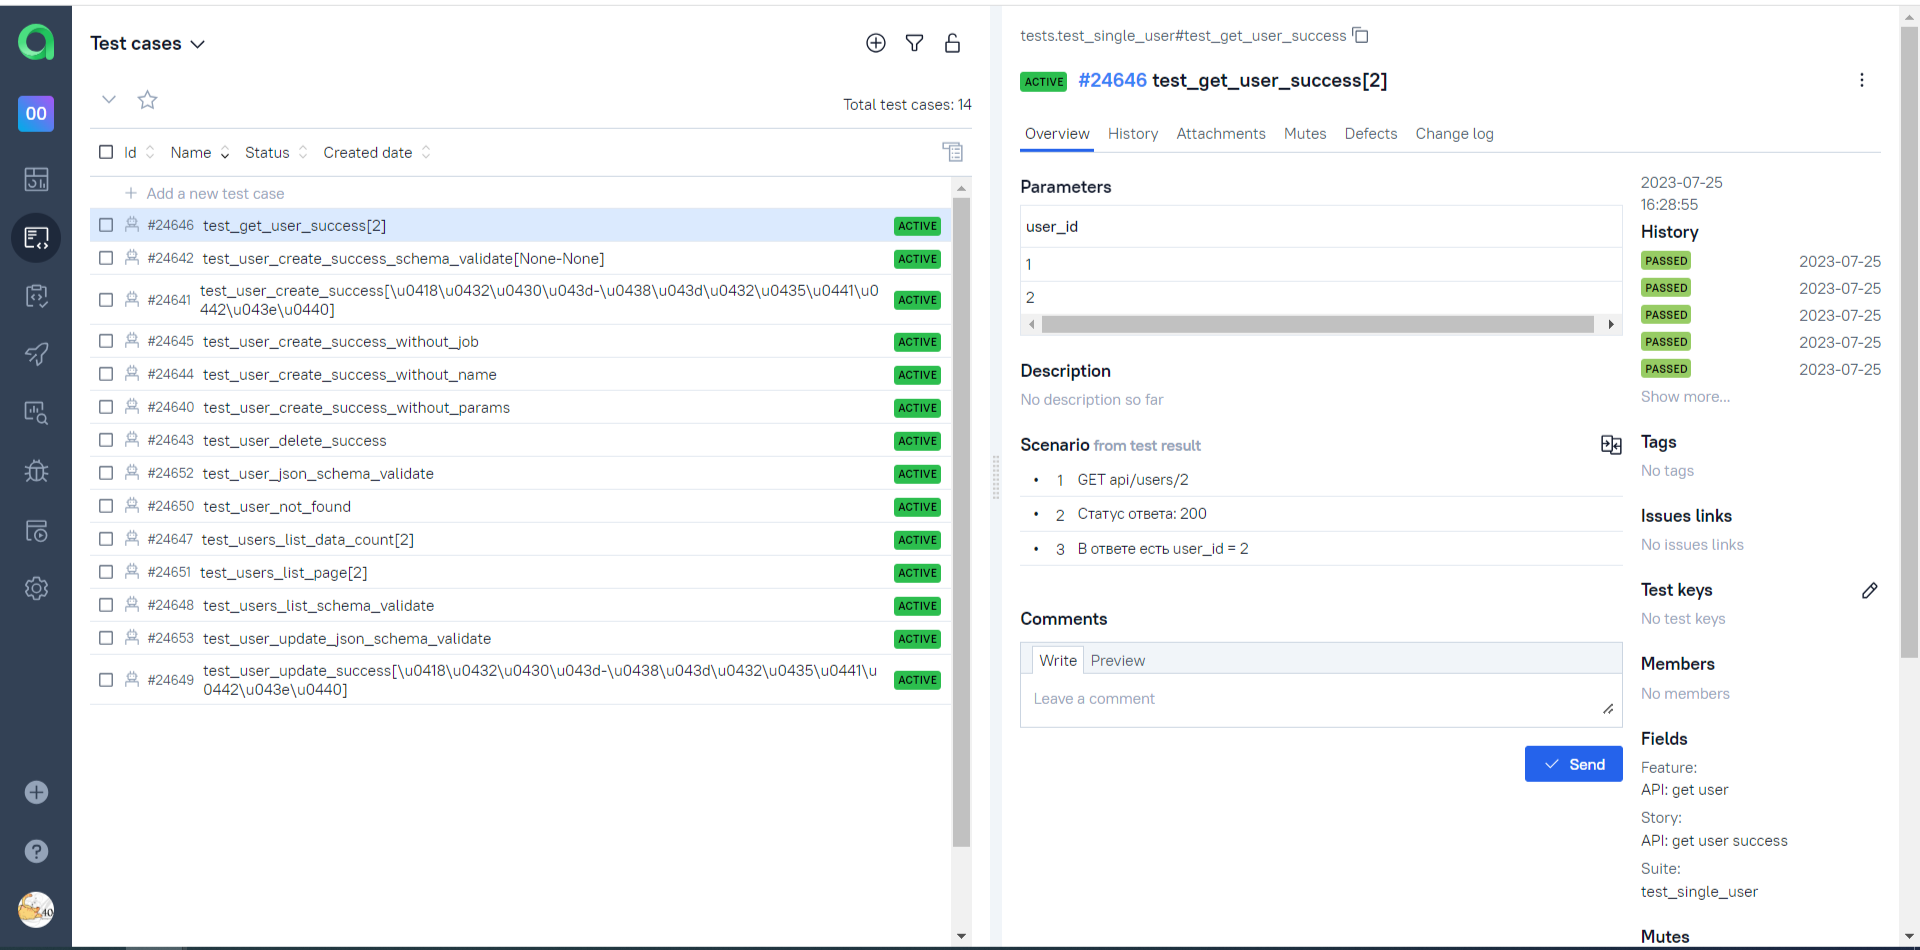 Test cases
00
Total test cases: 14
Id Name Status Created date
Add a new test case
#24646 test_get_user_success[2] ACTIVE
#24642 test_user_create_success_schema_validate[None-None] ACTIVE
#24641 test_user_create_success[\u0418\u0432\u0430\u043d-\u0438\u043d\u0432\u0435\u0441\u0
442\u043e\u0440] ACTIVE
#24645 test_user_create_success_without_job ACTIVE
#24644 test_user_create_success_without_name ACTIVE
#24640 test_user_create_success_without_params ACTIVE
#24643 test_user_delete_success ACTIVE
#24652 test_user_json_schema_validate ACTIVE
#24650 test_user_not_found ACTIVE
#24647 test_users_list_data_count[2] ACTIVE
#24651 test_users_list_page[2] ACTIVE
#24648 test_users_list_schema_validate ACTIVE
#24653 test_user_update_json_schema_validate ACTIVE
#24649 test_user_update_success[\u0418\u0432\u0430\u043d-\u0438\u043d\u0432\u0435\u0441\u
0442\u043e\u0440] ACTIVE
40
tests.test_single_user#test_get_user_success
ACTIVE #24646 test_get_user_success[2]
Overview History Attachments Mutes Defects Change log
Parameters
user_id
1
2
Description
No description so far
Scenario from test result
• 1 GET api/users/2
• 2 Статус ответа: 200
• 3 В ответе есть user_id = 2
Comments
Write Preview
Leave a comment
Send
2023-07-25
16:28:55
History
PASSED 2023-07-25
PASSED 2023-07-25
PASSED 2023-07-25
PASSED 2023-07-25
PASSED 2023-07-25
Show more...
Tags
No tags
Issues links
No issues links
Test keys
No test keys
Members
No members
Fields
Feature:
API: get user
Story:
API: get user success
Suite:
test_single_user
Mutes